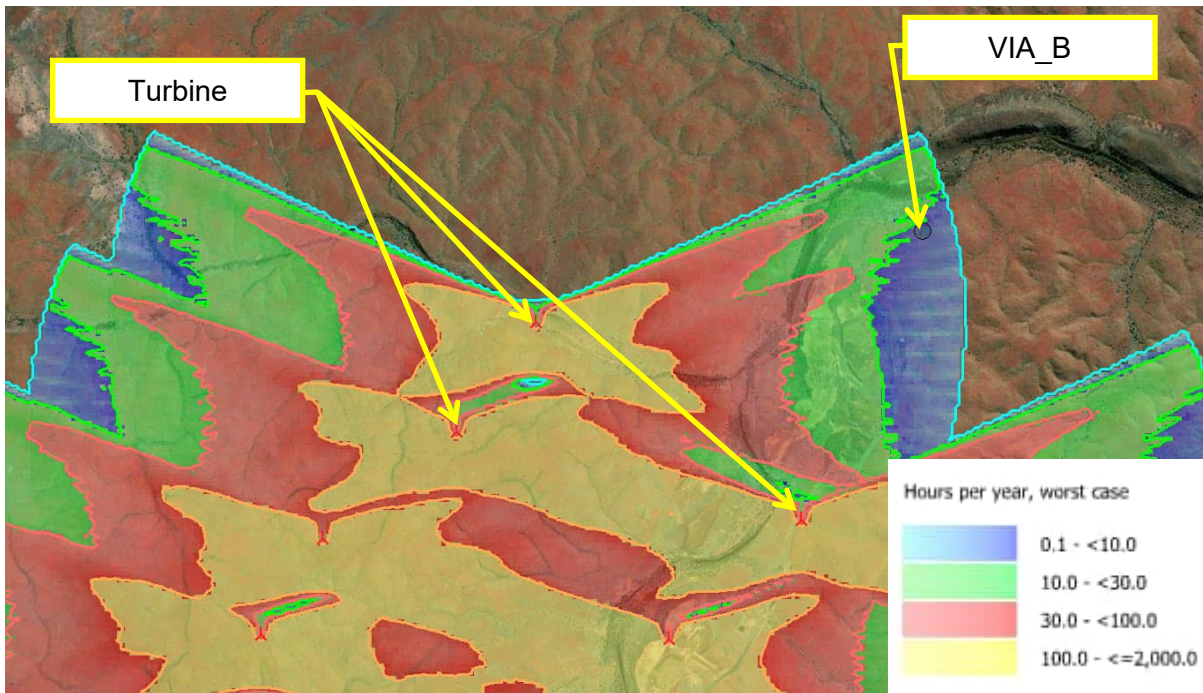 Turbine
VIA_B
Hours per year, worst case
0,1 - <10.0
10.0 - <30.0
30.0 - <100.0
100.0 - <=2,000.0